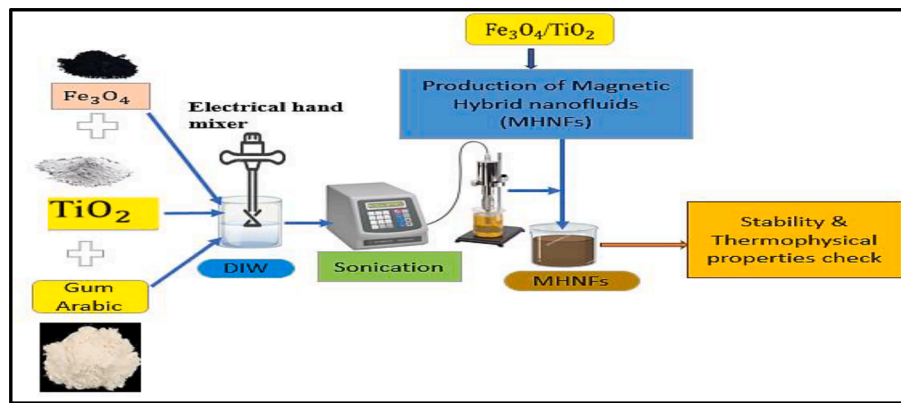 Fe₃O₄/TiO₂
Production of Magnetic
Hybrid nanofluids
(MHNFs)
Fe₃O₄
Electrical hand
mixer
TiO₂
Gum
Arabic
DIW
Sonication
MHNFs
Stability &
Thermophysical
properties check